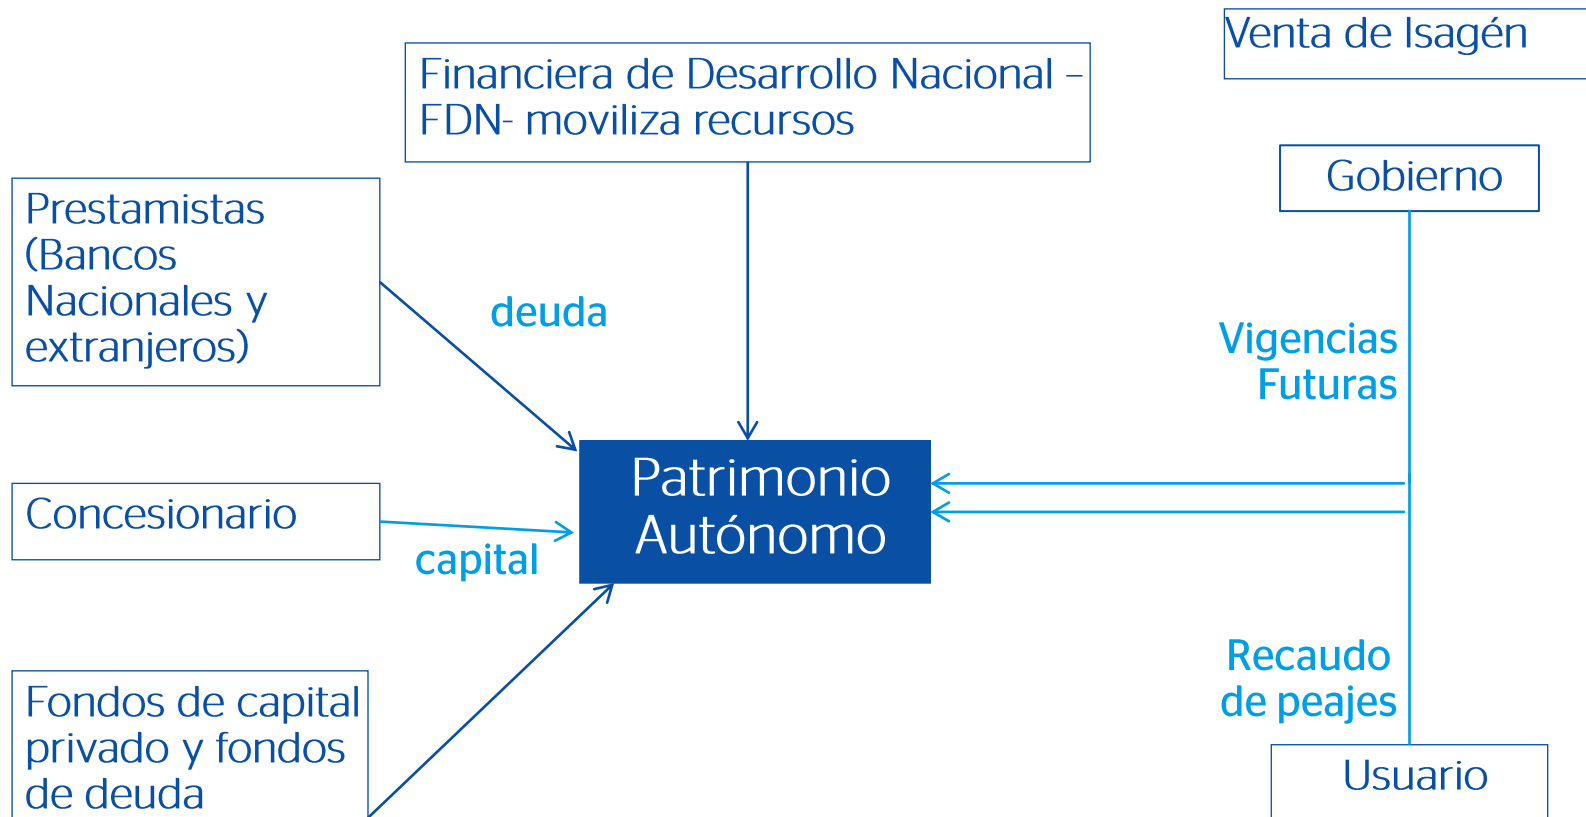 Venta de Isagén
Financiera de Desarrollo Nacional –
FDN- moviliza recursos
Gobierno
Prestamistas
(Bancos
Nacionales y
extranjeros)
deuda
Vigencias
Futuras
Patrimonio
Autónomo
Concesionario
capital
Recaudo
de peajes
Fondos de capital
privado y fondos
de deuda
Usuario